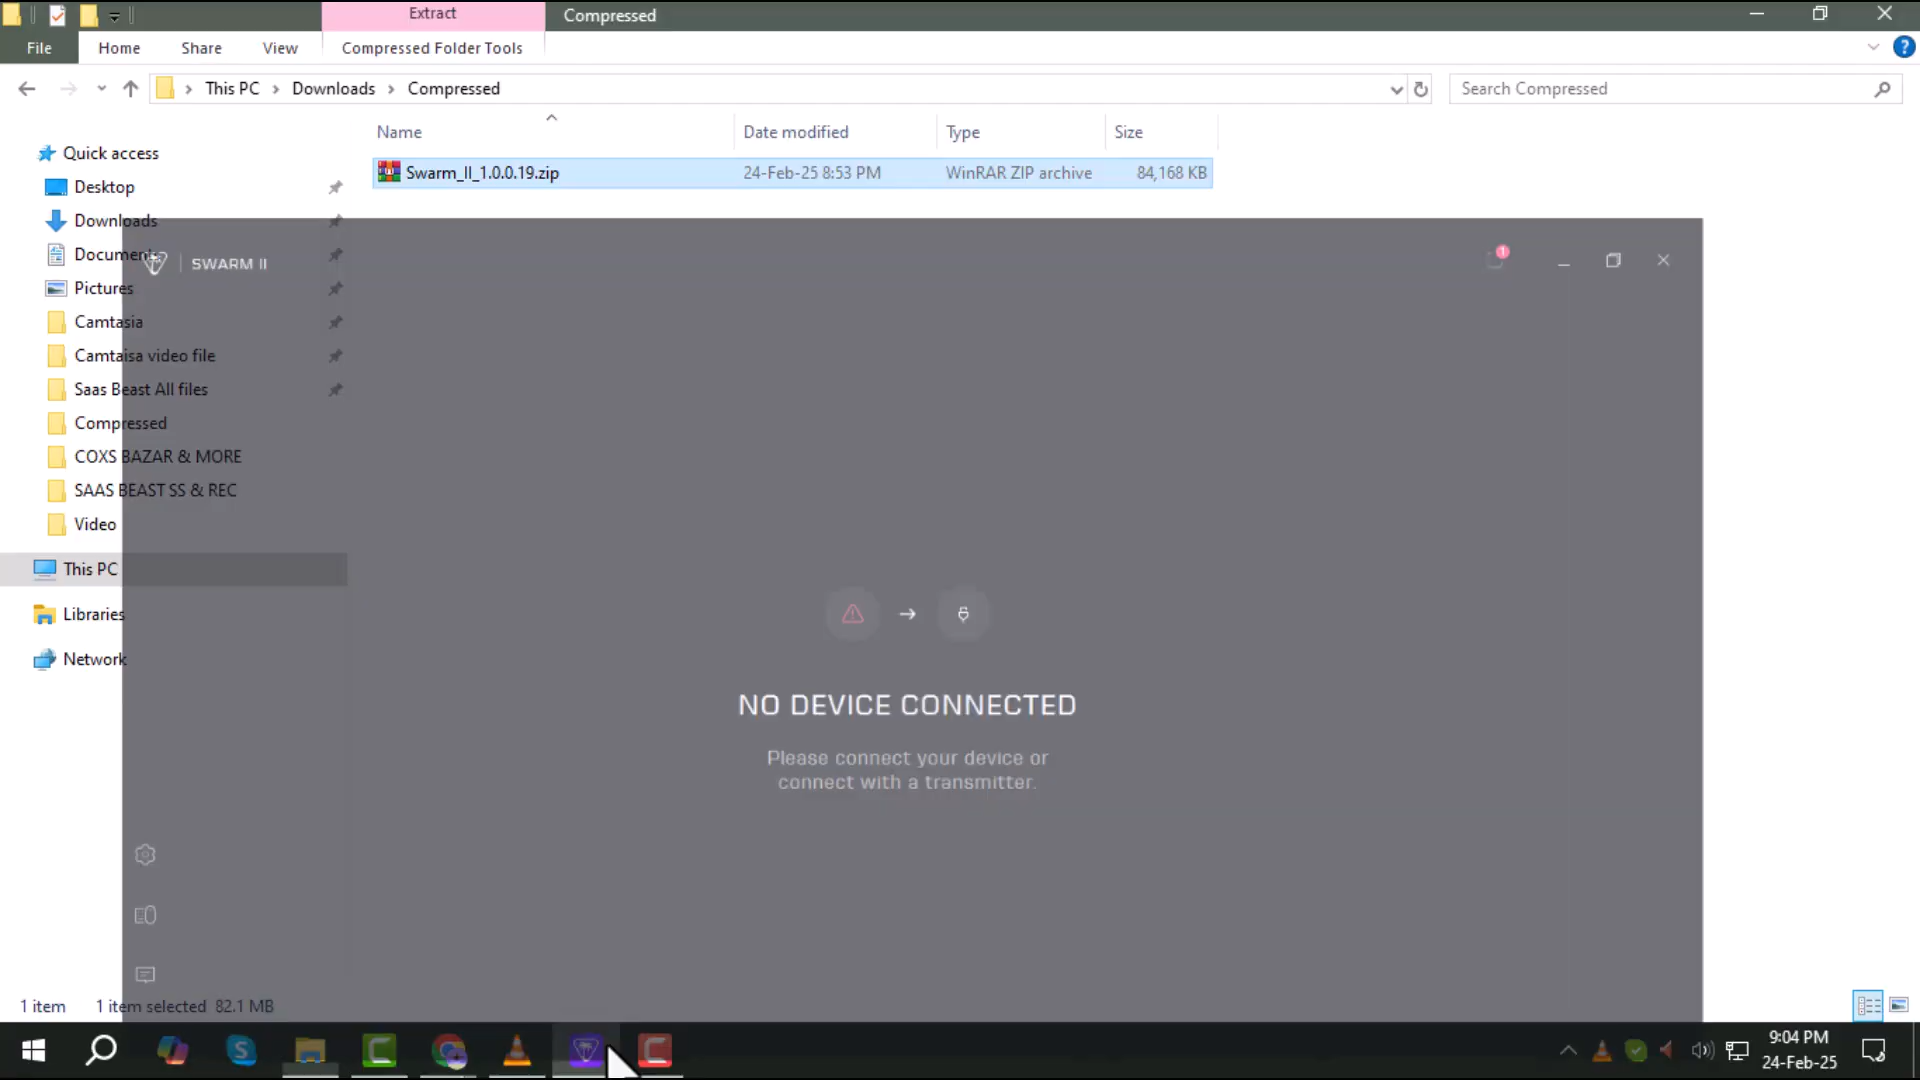 Extract
Compressed
File
Home
Share
View
Compressed Folder Tools
This PC
Downloads
Compressed
Search Compressed
Name
Date modified
Type
Size
Swarm_II_1.0.0.19.zip
24-Feb-25 8:53 PM
WinRAR ZIP archive
84,168 KB
Quick access
Desktop
Downloads
Documents
Pictures
Camtasia
Camtaisa video file
Saas Beast All files
Compressed
COXS BAZAR & MORE
SAAS BEAST SS & REC
Video
This PC
Libraries
Network
SWARM II
1
NO DEVICE CONNECTED
Please connect your device or
connect with a transmitter.
1 item
1 item selected 82.1 MB
9:04 PM
24-Feb-25